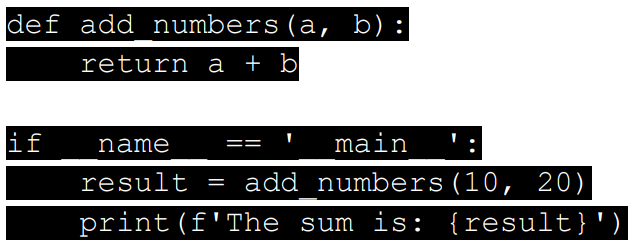 def add_numbers(a, b):
    return a + b

if __name__ == '__main__':
    result = add_numbers(10, 20)
    print(f'The sum is: {result}')